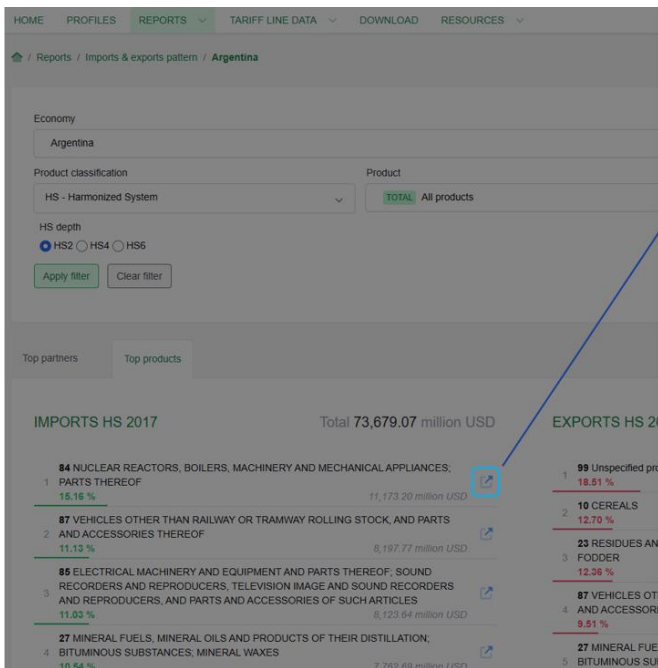 HOME PROFILES REPORTS TARIFF LINE DATA DOWNLOAD RESOURCES
/ Reports / Imports & exports pattern / Argentina
Economy
Argentina
Product classification Product
HS - Harmonized System TOTAL All products
HS depth
HS2 HS4 HS6
Apply filter Clear filter
Top partners Top products
IMPORTS HS 2017 Total 73,679.07 million USD
84 NUCLEAR REACTORS, BOILERS, MACHINERY AND MECHANICAL APPLIANCES;
1 PARTS THEREOF
15.16 % 11,173.20 million USD
87 VEHICLES OTHER THAN RAILWAY OR TRAMWAY ROLLING STOCK, AND PARTS
2 AND ACCESSORIES THEREOF
11.13 % 8,197.77 million USD
85 ELECTRICAL MACHINERY AND EQUIPMENT AND PARTS THEREOF; SOUND
3 RECORDERS AND REPRODUCERS, TELEVISION IMAGE AND SOUND RECORDERS
AND REPRODUCERS, AND PARTS AND ACCESSORIES OF SUCH ARTICLES
11.03 % 8,123.64 million USD
27 MINERAL FUELS, MINERAL OILS AND PRODUCTS OF THEIR DISTILLATION;
4 BITUMINOUS SUBSTANCES; MINERAL WAXES
10.54 % 7,762.69 million USD
EXPORTS HS
1 99 Unspecified
18.51 %
2 10 CEREALS
12.70 %
23 RESIDUES
3 FODDER
12.36 %
87 VEHICLES
4 AND
9.51 %
27 MINERAL
5 BITUMINOUS